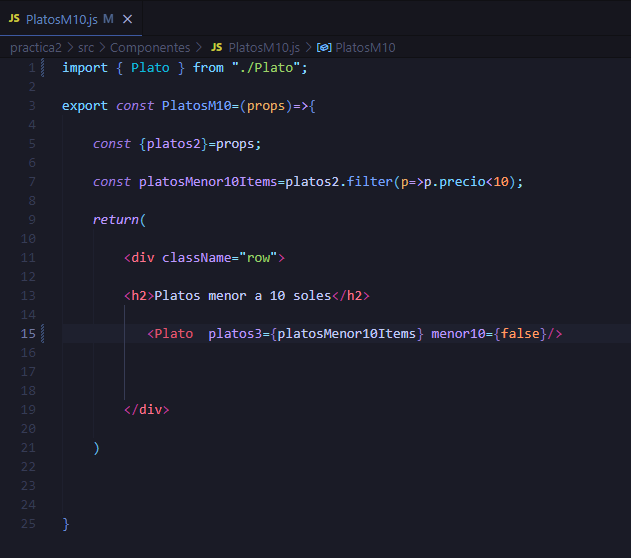 JS PlatosM10.js M ×
practica2 > src > Componentes > JS PlatosM10.js > PlatosM10
1 import { Plato } from "./Plato";
2
3 export const PlatosM10=(props)=>{
4
5 const {platos2}=props;
6
7 const platosMenor10Items=platos2.filter(p=>p.precio<10);
8
9 return(
10
11 <div className="row">
12
13 <h2>Platos menor a 10 soles</h2>
14
15 <Plato  platos3={platosMenor10Items} menor10={false}/>
16
17
18
19 </div>
20
21 )
22
23
24
25 }